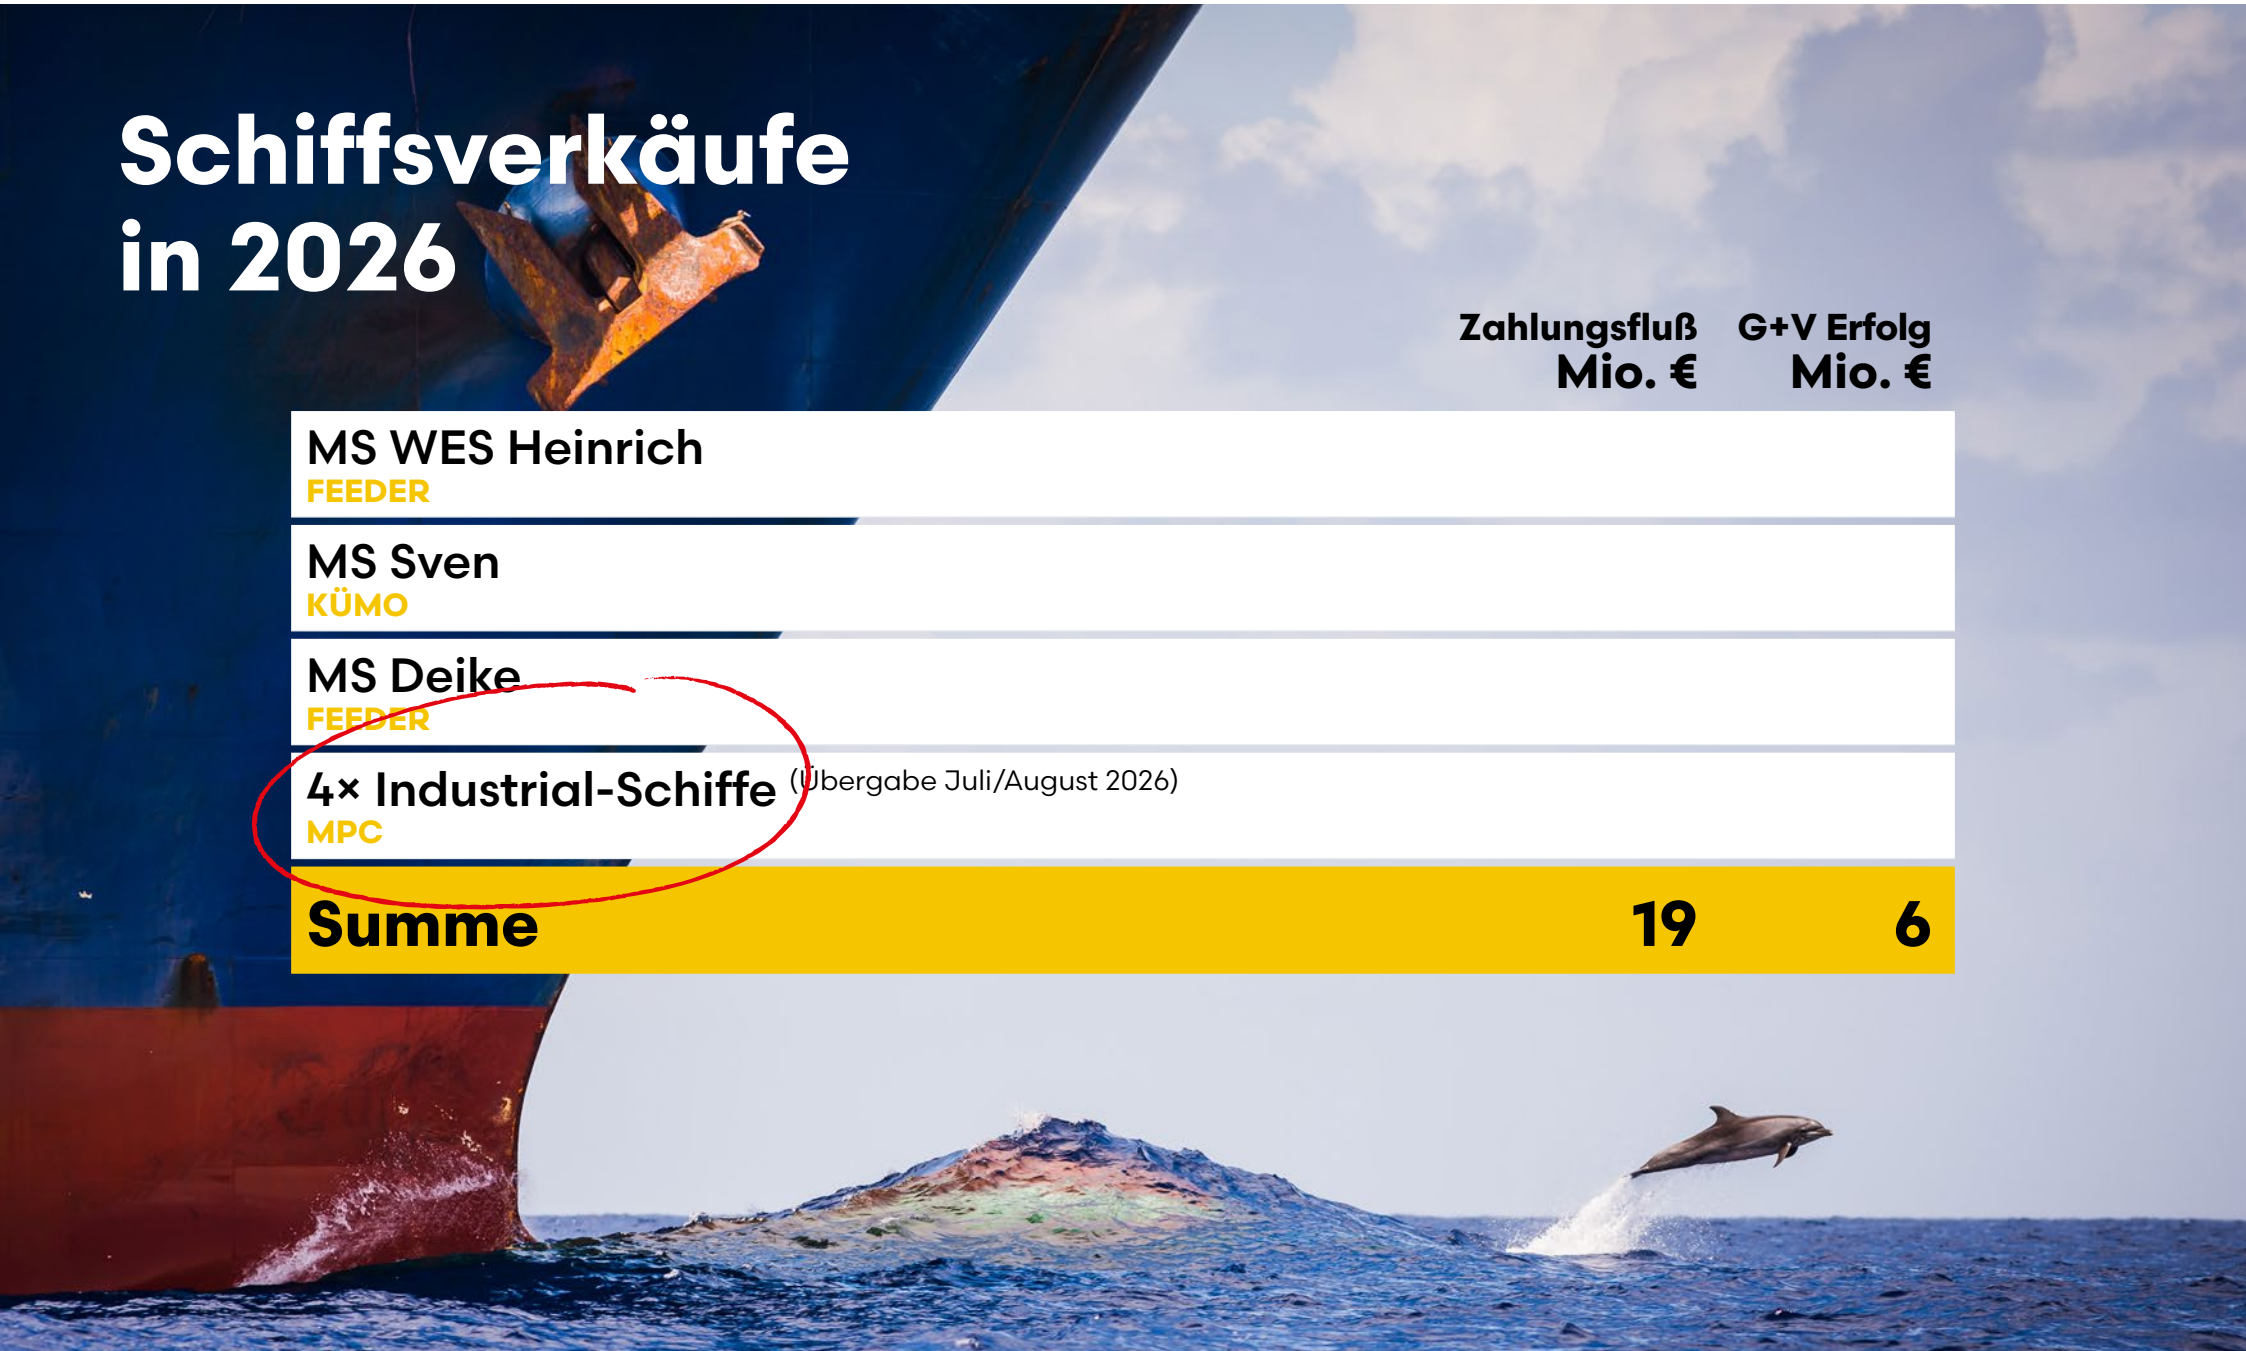 Schiffsverkäufe
in 2026
Zahlungsfluß G+V Erfolg
Mio. € Mio. €
MS WES Heinrich
FEEDER
MS Sven
KÜMO
MS Deike
FEEDER
4× Industrial-Schiffe (Übergabe Juli/August 2026)
MPC
Summe 19 6